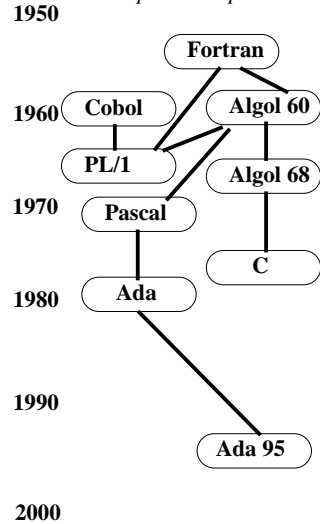 1950
Fortran
Cobol
1960
Algol 60
PL/1
Algol 68
1970
Pascal
C
Ada
1980
1990
Ada 95
2000